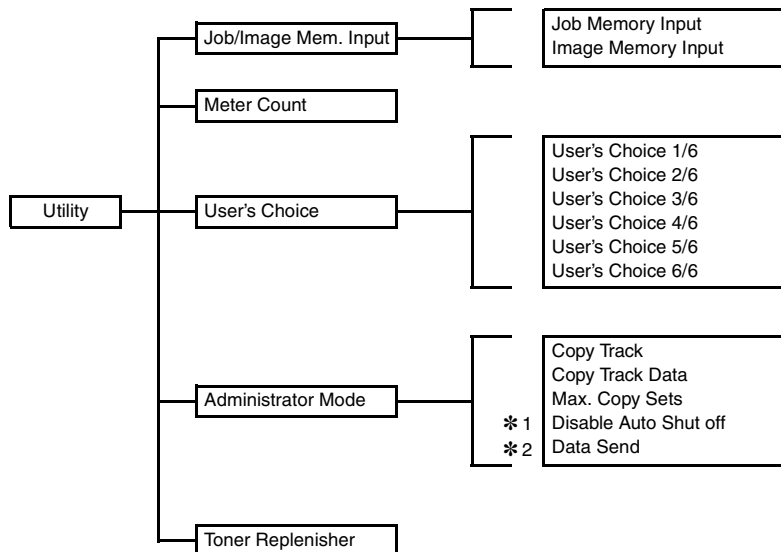 Utility
Job/Image Mem. Input
Job Memory Input
Image Memory Input
Meter Count
User's Choice
User's Choice 1/6
User's Choice 2/6
User's Choice 3/6
User's Choice 4/6
User's Choice 5/6
User's Choice 6/6
Administrator Mode
Copy Track
Copy Track Data
Max. Copy Sets
✻ 1 Disable Auto Shut off
✻ 2 Data Send
Toner Replenisher